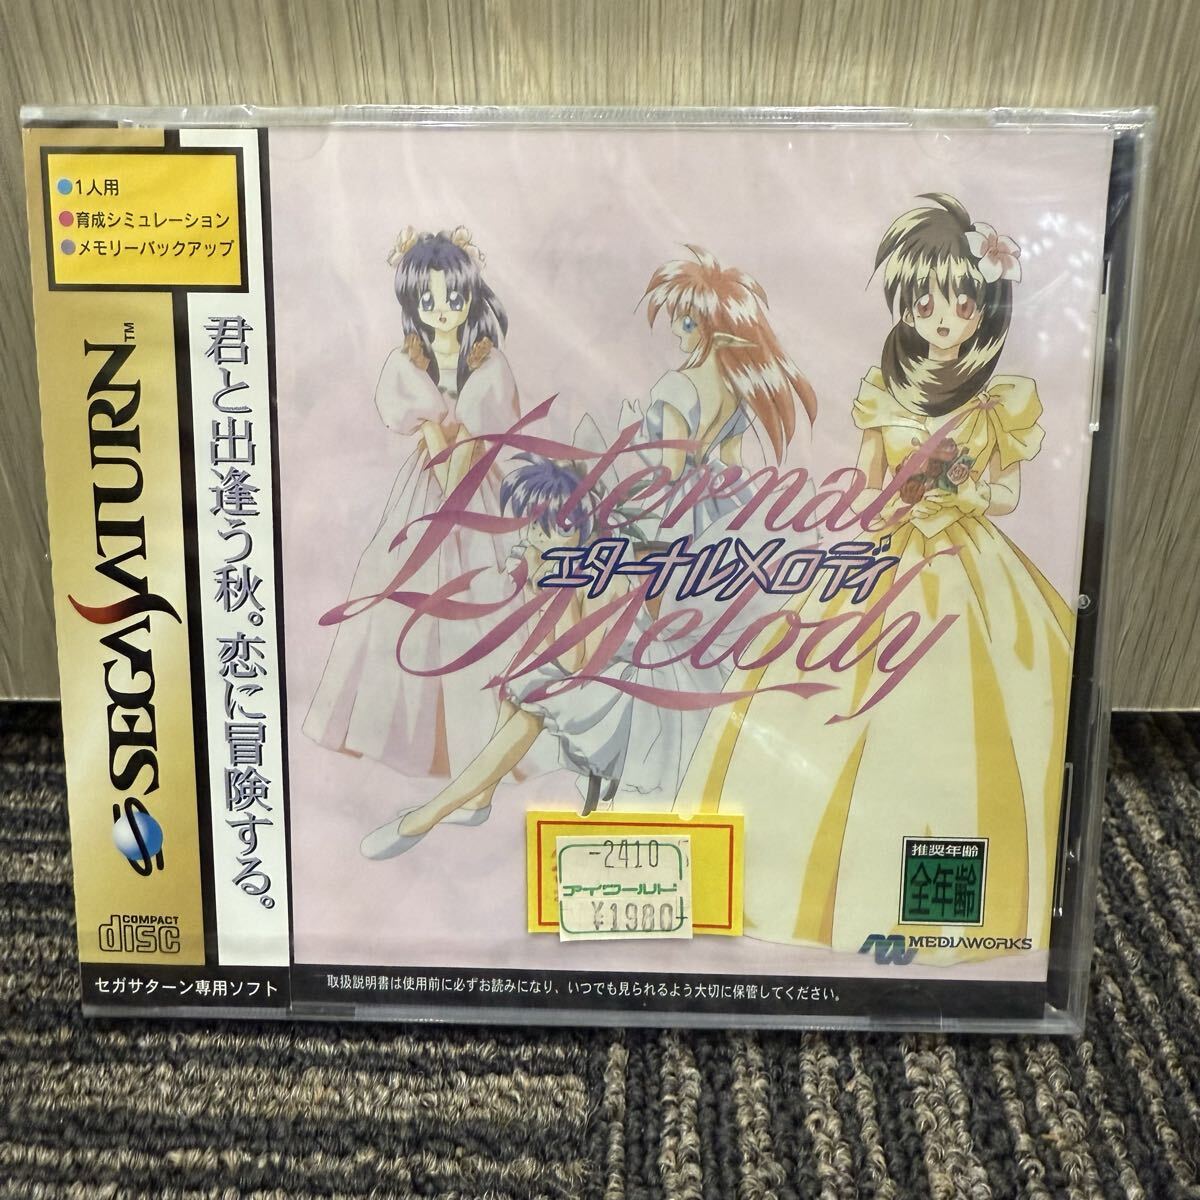 ●1人用
●育成シミュレーション
●メモリーバックアップ
君と出逢う秋。恋に冒険する。
SEGA SATURN™
COMPACT
disc
セガサターン専用ソフト
Eternal
エターナルメロディ
Melody
-2410
アイワールド
¥1980
推奨年齢
全年齢
MEDIAWORKS
取扱説明書は使用前に必ずお読みになり、いつでも見られるよう大切に保管してください。